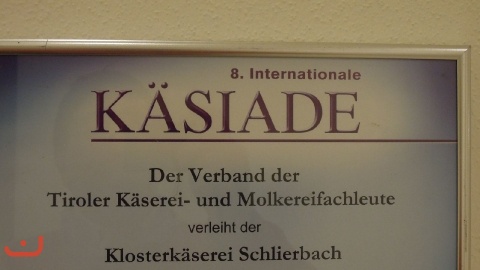 8. Internationale
KÄSIADE
Der Verband der
Tiroler Käserei- und Molkereifachleute
verleiht der
Klosterkäserei Schlierbach